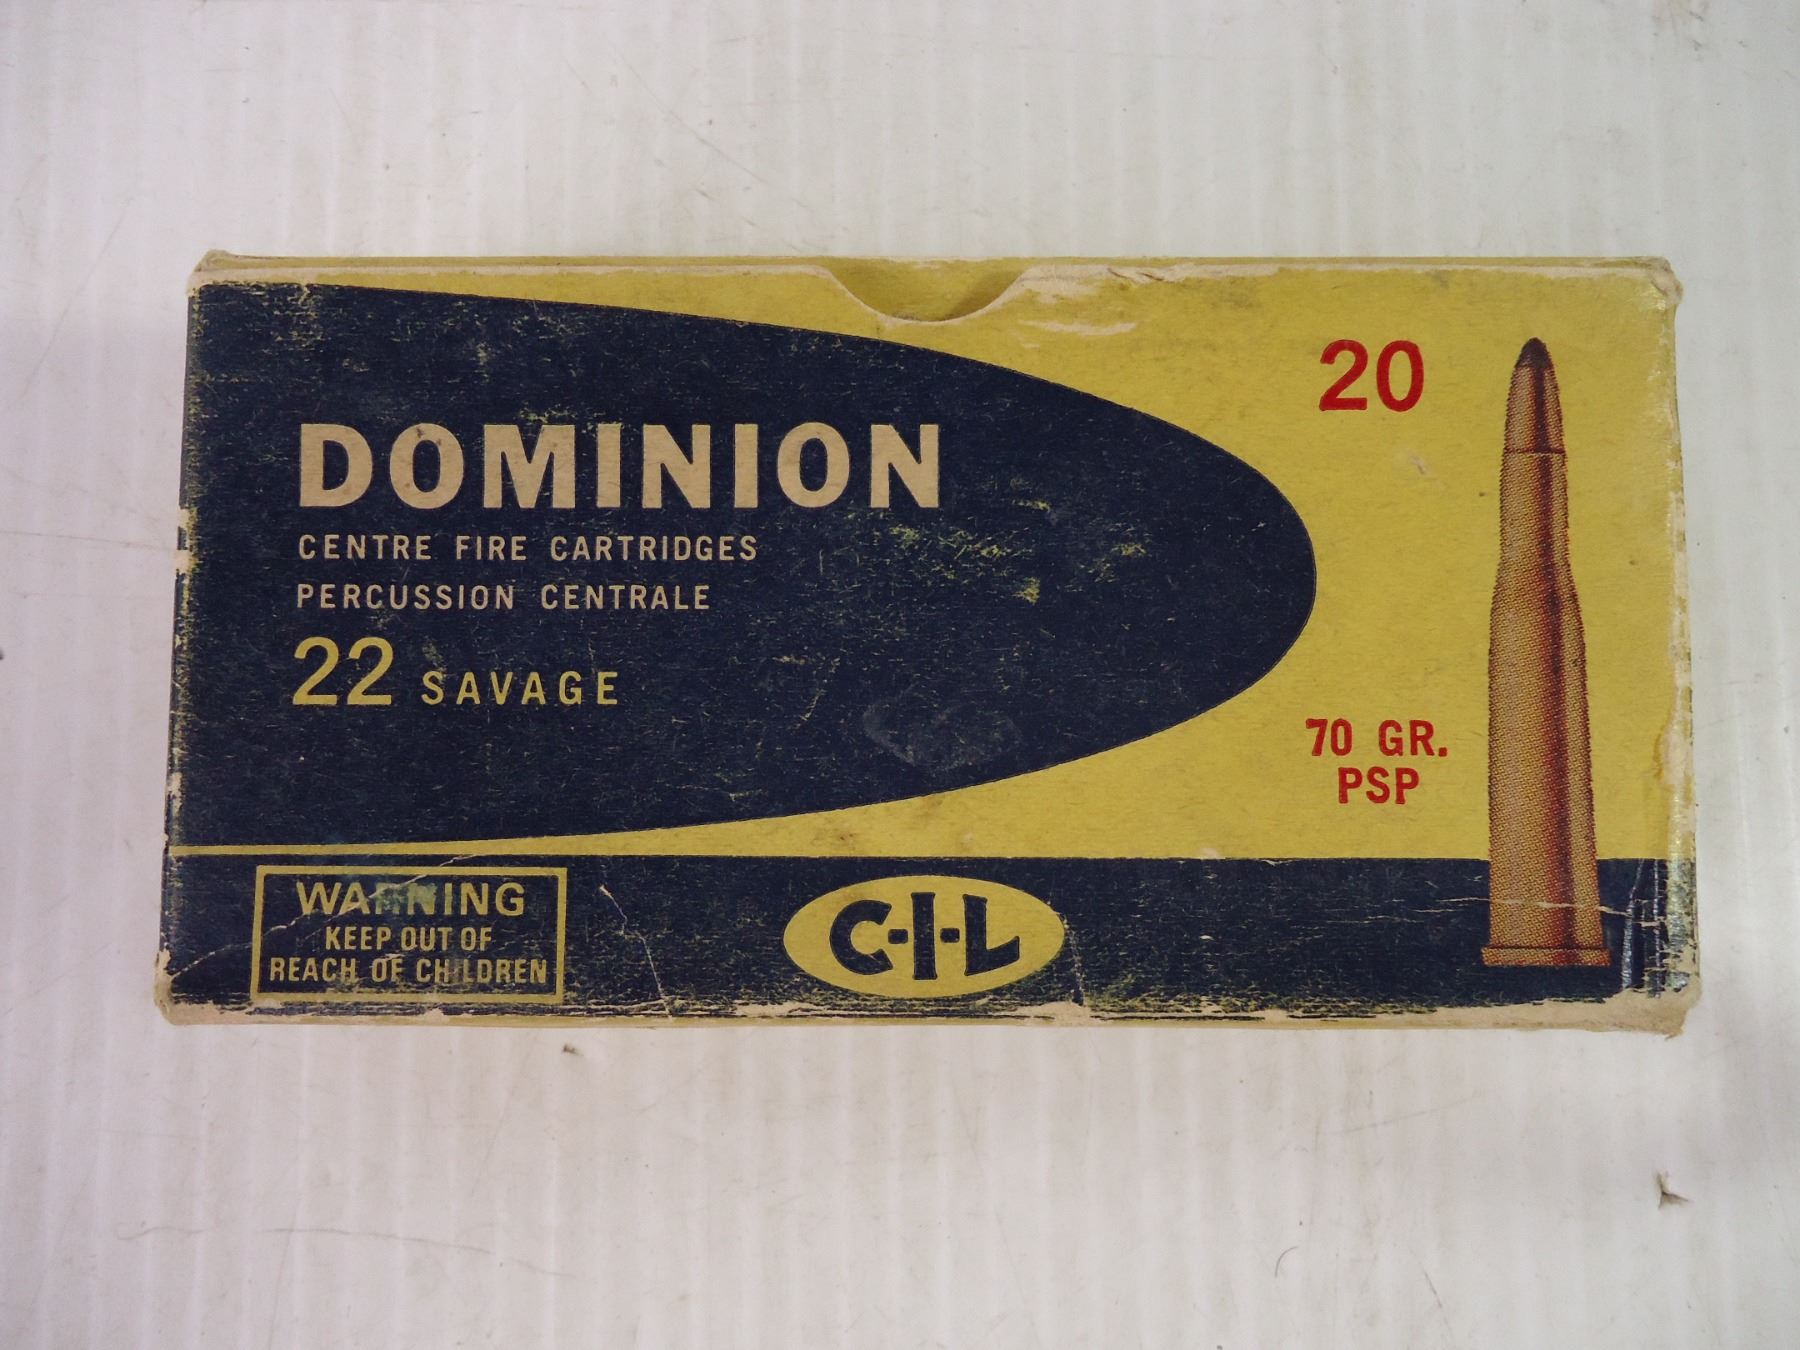 DOMINION
CENTRE FIRE CARTRIDGES
PERCUSSION CENTRALE
22 SAVAGE
20
70 GR.
PSP
WARNING
KEEP OUT OF
REACH OF CHILDREN
C-I-L